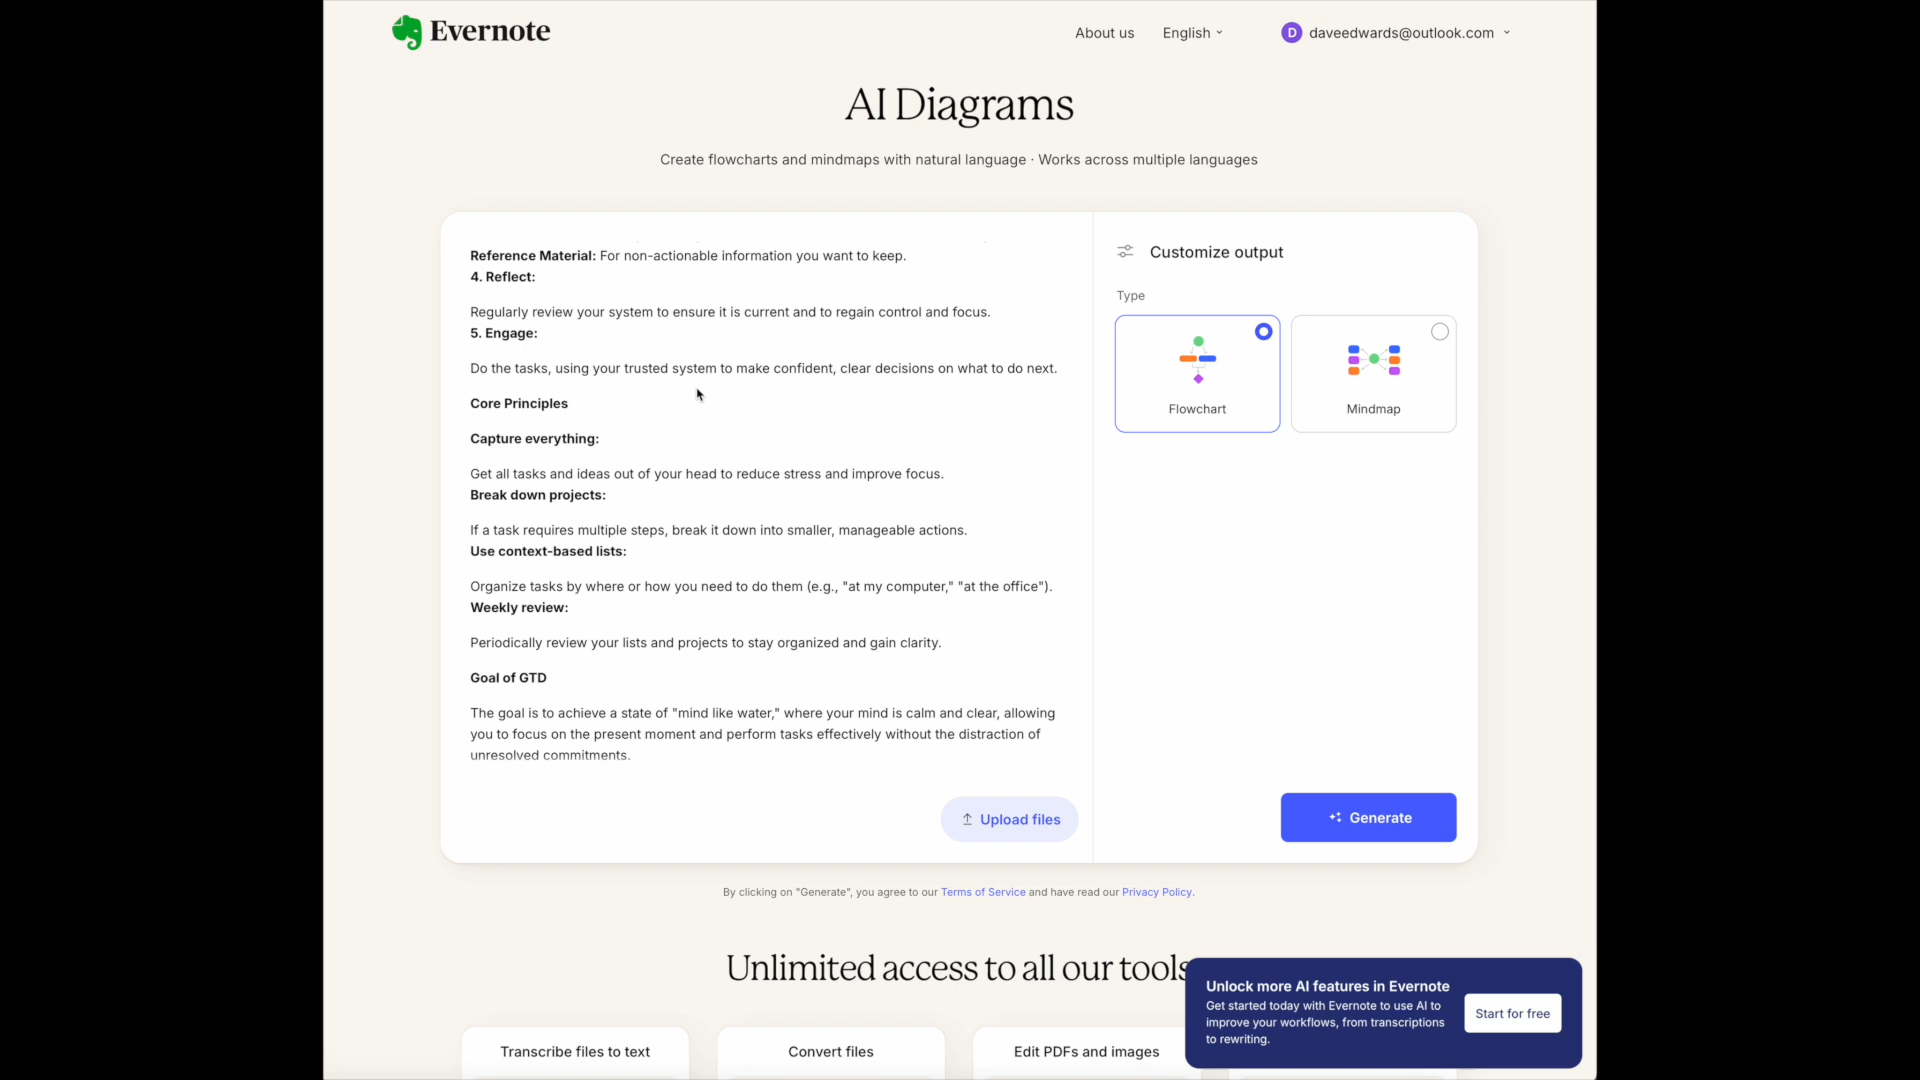 Evernote
About us
English
D
daveedwards@outlook.com
AI Diagrams
Create flowcharts and mindmaps with natural language · Works across multiple languages
Reference Material: For non-actionable information you want to keep.
4. Reflect:
Regularly review your system to ensure it is current and to regain control and focus.
5. Engage:
Do the tasks, using your trusted system to make confident, clear decisions on what to do next.
Core Principles
Capture everything:
Get all tasks and ideas out of your head to reduce stress and improve focus.
Break down projects:
If a task requires multiple steps, break it down into smaller, manageable actions.
Use context-based lists:
Organize tasks by where or how you need to do them (e.g., "at my computer," "at the office").
Weekly review:
Periodically review your lists and projects to stay organized and gain clarity.
Goal of GTD
The goal is to achieve a state of "mind like water," where your mind is calm and clear, allowing
you to focus on the present moment and perform tasks effectively without the distraction of
unresolved commitments.
Upload files
Customize output
Type
Flowchart
Mindmap
Generate
By clicking on "Generate", you agree to our Terms of Service and have read our Privacy Policy.
Unlimited access to all our tools
Transcribe files to text
Convert files
Edit PDFs and images
Unlock more AI features in Evernote
Get started today with Evernote to use AI to
improve your workflows, from transcriptions
to rewriting.
Start for free